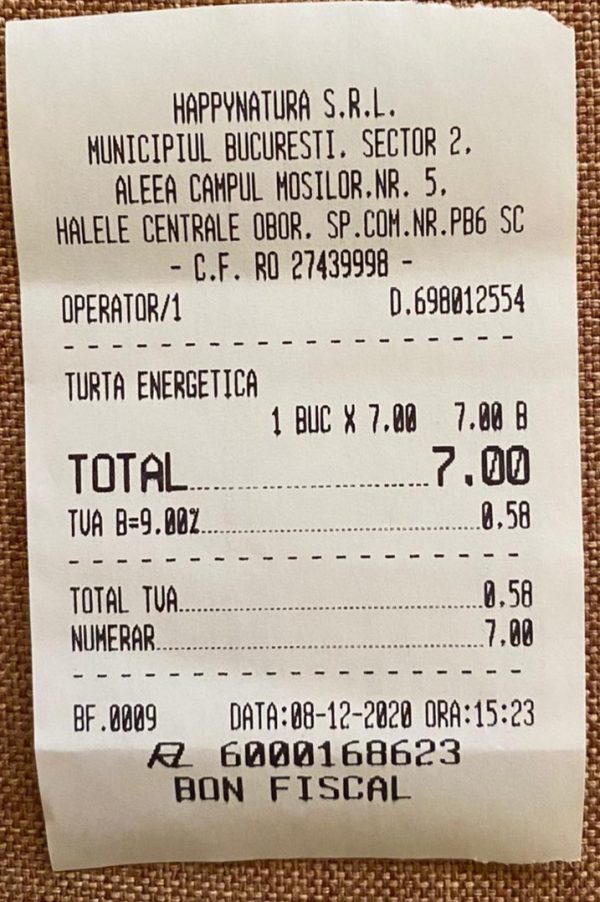 HAPPYNATURA S.R.L.
MUNICIPIUL BUCURESTI. SECTOR 2.
ALEEA CAMPUL MOSILOR.NR. 5.
HALELE CENTRALE OBOR. SP.COM.NR.PB6 SC
- C.F. RO 27439998 -
OPERATOR/1 D.698012554
TURTA ENERGETICA
1 BUC X 7.00 7.00 B
TOTAL 7.00
TVA B=9.00% 0.58
TOTAL TVA 0.58
NUMERAR 7.00
BF.0009 DATA:08-12-2020 ORA:15:23
6000168623
BON FISCAL